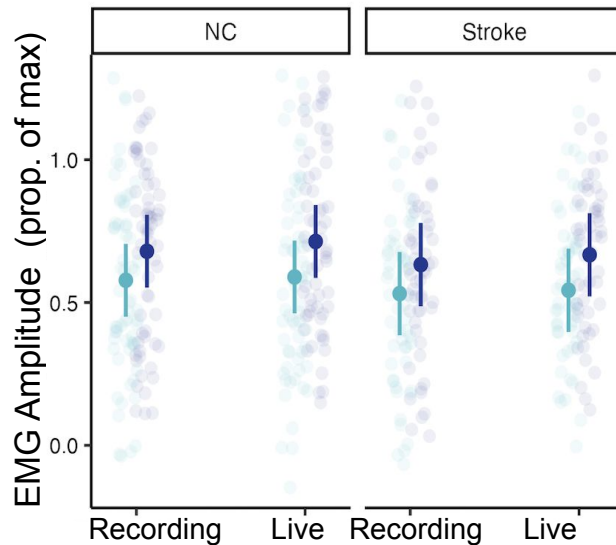 NC
Stroke
EMG Amplitude (prop. of max)
1.0
0.5
0.0
Recording Live Recording Live